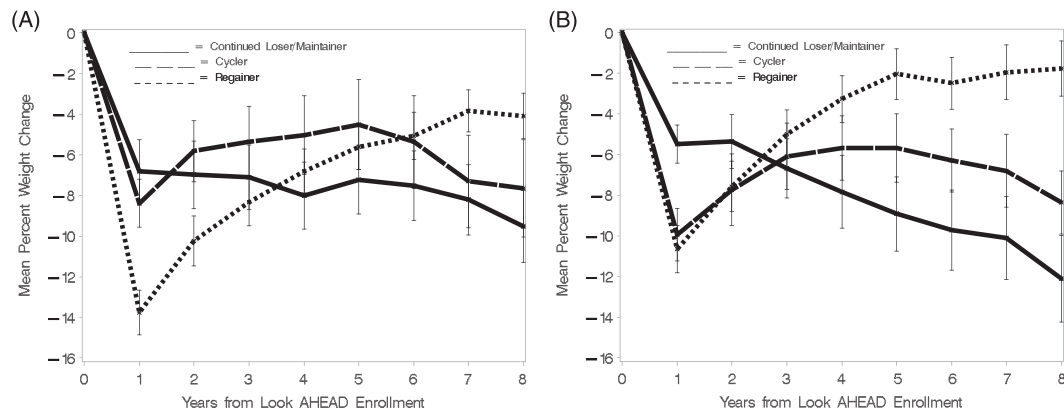 (A)
0
−2
−4
−6
−8
−10
−12
−14
−16
Mean Percent Weight Change
= Continued Loser/Maintainer
= Cycler
= Regainer
0 1 2 3 4 5 6 7 8
Years from Look AHEAD Enrollment
(B)
0
−2
−4
−6
−8
−10
−12
−14
−16
Mean Percent Weight Change
= Continued Loser/Maintainer
= Cycler
= Regainer
0 1 2 3 4 5 6 7 8
Years from Look AHEAD Enrollment